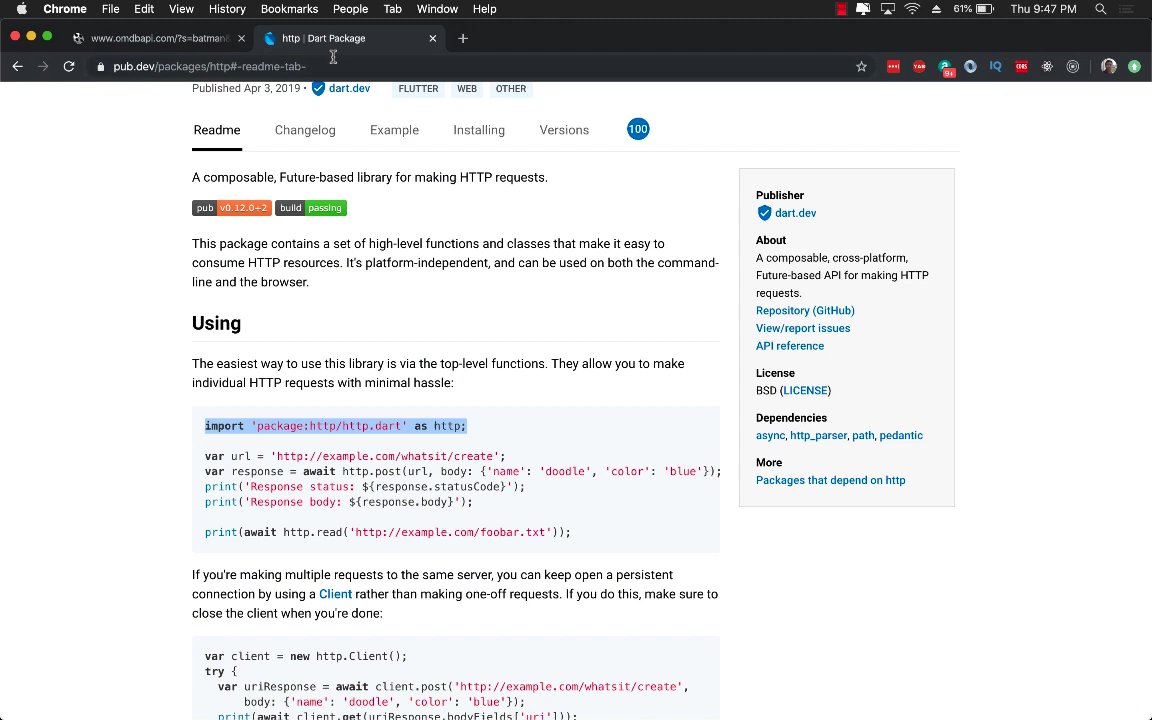 Chrome File Edit View History Bookmarks People Tab Window Help 61% Thu 9:47 PM
www.omdbapi.com/?s=batman& http | Dart Package
pub.dev/packages/http#-readme-tab- YAB 9+ IQ CORS
Published Apr 3, 2019 • dart.dev FLUTTER WEB OTHER
Readme Changelog Example Installing Versions 100
A composable, Future-based library for making HTTP requests.
pub v0.12.0+2 build passing
This package contains a set of high-level functions and classes that make it easy to
consume HTTP resources. It's platform-independent, and can be used on both the command-
line and the browser.
Using
The easiest way to use this library is via the top-level functions. They allow you to make
individual HTTP requests with minimal hassle:
import 'package:http/http.dart' as http;
var url = 'http://example.com/whatsit/create';
var response = await http.post(url, body: {'name': 'doodle', 'color': 'blue'});
print('Response status: ${response.statusCode}');
print('Response body: ${response.body}');
print(await http.read('http://example.com/foobar.txt'));
If you're making multiple requests to the same server, you can keep open a persistent
connection by using a Client rather than making one-off requests. If you do this, make sure to
close the client when you're done:
var client = new http.Client();
try {
var uriResponse = await client.post('http://example.com/whatsit/create',
body: {'name': 'doodle', 'color': 'blue'});
print(await client.get(uriResponse.bodyFields['uri']));
Publisher
dart.dev
About
A composable, cross-platform,
Future-based API for making HTTP
requests.
Repository (GitHub)
View/report issues
API reference
License
BSD (LICENSE)
Dependencies
async, http_parser, path, pedantic
More
Packages that depend on http